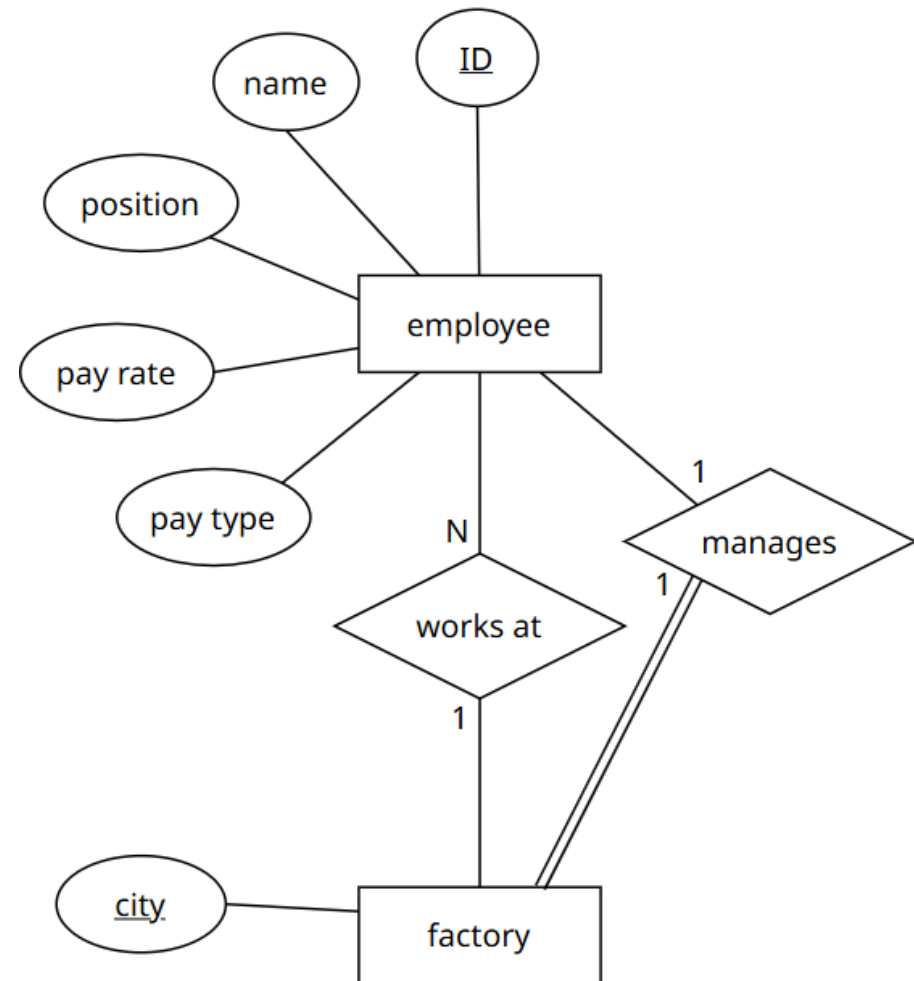 ID
name
position
employee
pay rate
1
pay type
N
manages
1
works at
1
city
factory